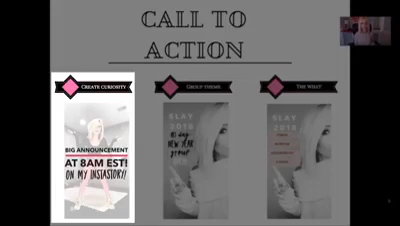 CALL TO
ACTION
CREATE CURIOSITY
BIG ANNOUNCEMENT
AT 8AM EST!
ON MY INSTASTORY!
GROUP THEME
SLAY
2018
NEW YEAR
THE WHAT
SLAY
2018